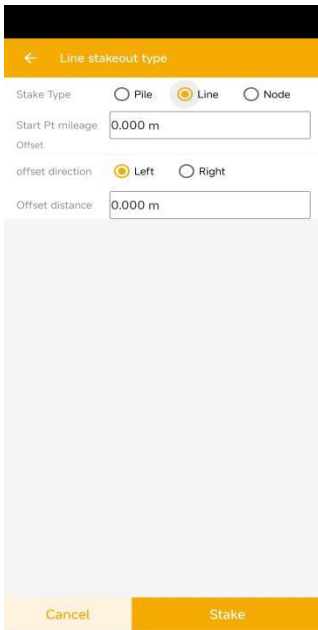 Line stakeout type
Stake Type Pile Line Node
Start Pt mileage 0.000 m
Offset
offset direction Left Right
Offset distance 0.000 m
Cancel Stake